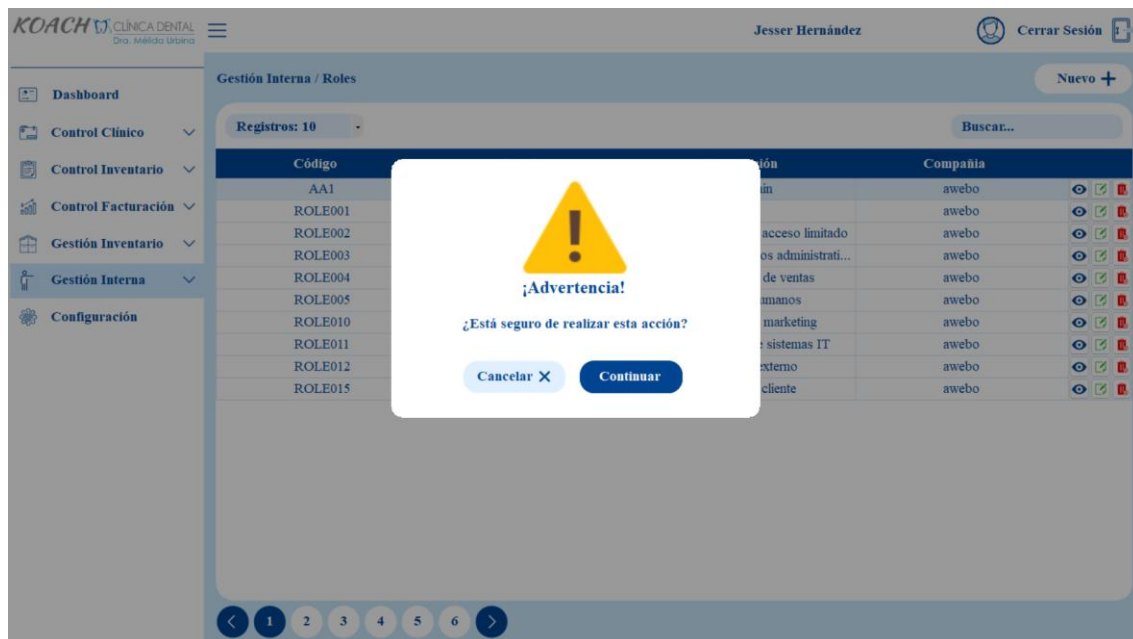 KOACH CLÍNICA DENTAL
Dra. Mélida Urbina
Jesser Hernández
Cerrar Sesión
Dashboard
Control Clínico
Control Inventario
Control Facturación
Gestión Inventario
Gestión Interna
Configuración
Gestión Interna / Roles
Nuevo
Registros: 10
Buscar...
Código Compañia
AA1 awebo
ROLE001 awebo
ROLE002 acceso limitado awebo
ROLE003 os administrati... awebo
ROLE004 de ventas awebo
ROLE005 awebo
ROLE010 marketing awebo
ROLE011 sistemas IT awebo
ROLE012 awebo
ROLE015 cliente awebo
¡Advertencia!
¿Está seguro de realizar esta acción?
Cancelar X Continuar
< 1 2 3 4 5 6 >